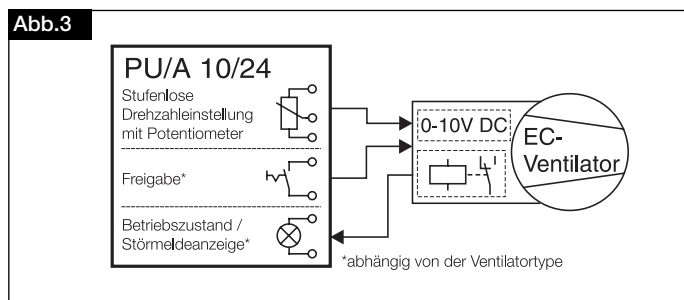 Abb.3
PU/A 10/24
Stufenlose
Drehzahleinstellung
mit Potentiometer
Freigabe*
Betriebszustand /
Störmeldeanzeige*
0-10V DC
EC-
Ventilator
*abhängig von der Ventilatortype